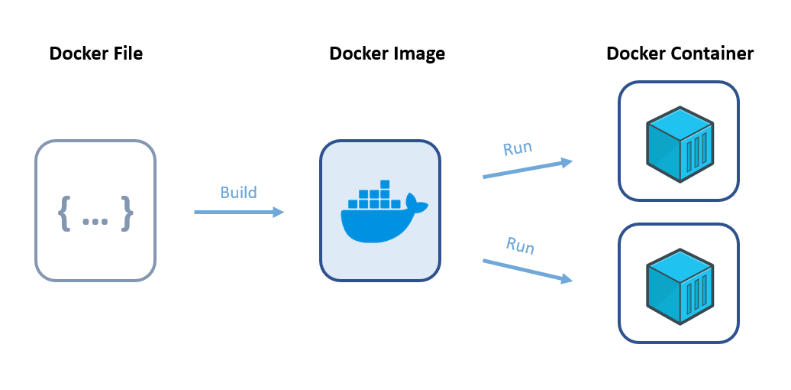 Docker File
Docker Image
Docker Container
{ ... }
Build
Run
Run